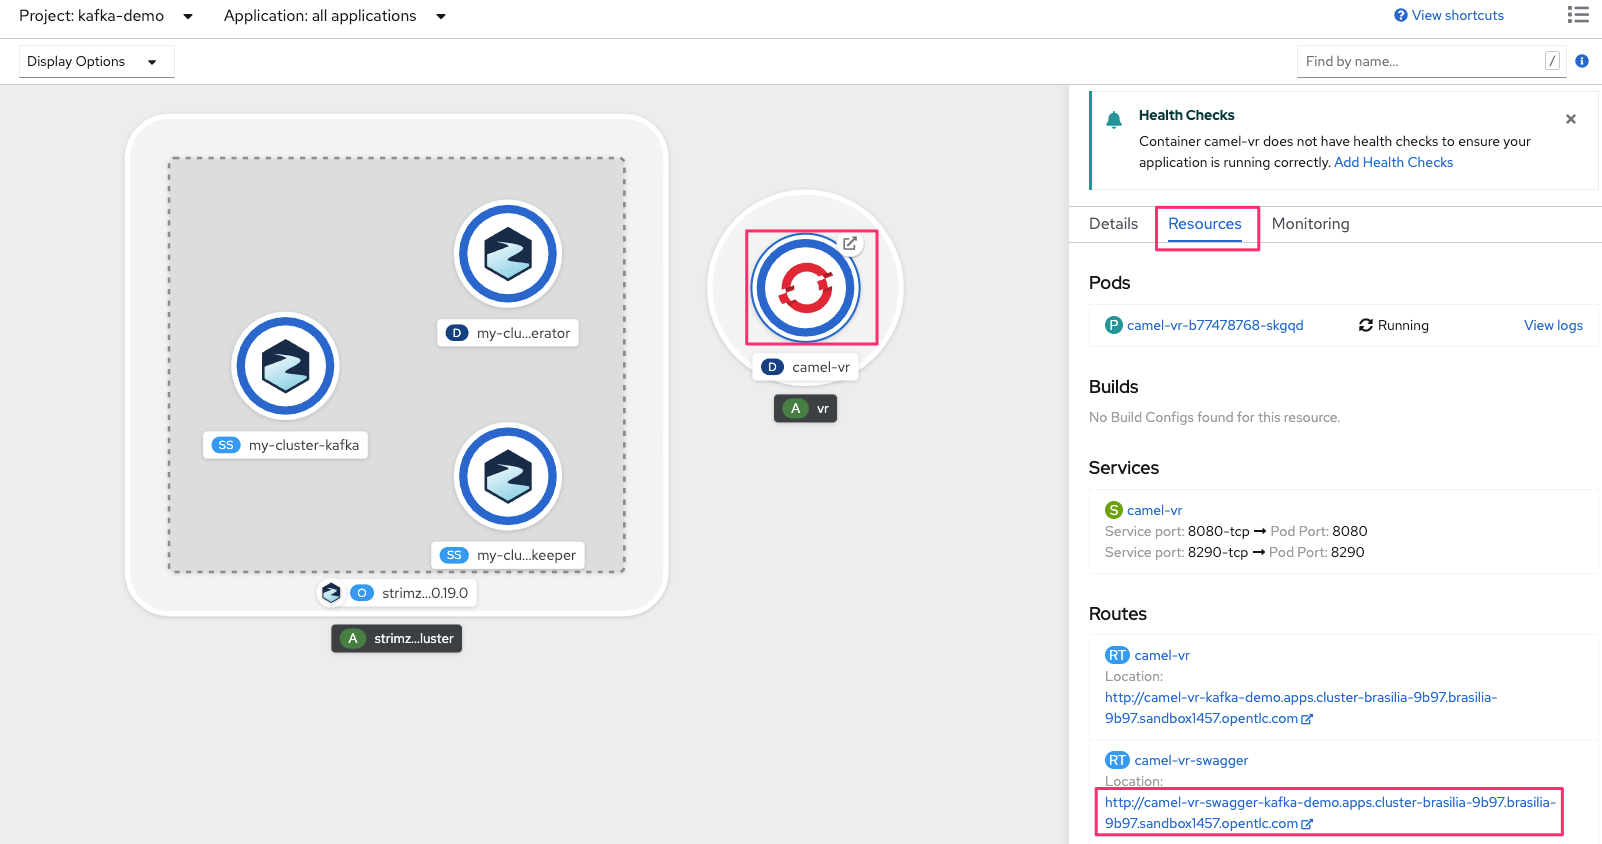 Project: kafka-demo
Application: all applications
View shortcuts
Display Options
Find by name...
/
Health Checks
Container camel-vr does not have health checks to ensure your
application is running correctly. Add Health Checks
Details
Resources
Monitoring
Pods
P camel-vr-b77478768-skgqd
Running
View logs
Builds
No Build Configs found for this resource.
Services
S camel-vr
Service port: 8080-tcp → Pod Port: 8080
Service port: 8290-tcp → Pod Port: 8290
Routes
RT camel-vr
Location:
http://camel-vr-kafka-demo.apps.cluster-brasilia-9b97.brasilia-
9b97.sandbox1457.opentlc.com
RT camel-vr-swagger
Location:
http://camel-vr-swagger-kafka-demo.apps.cluster-brasilia-9b97.brasilia-
9b97.sandbox1457.opentlc.com
D my-clu...erator
SS my-cluster-kafka
SS my-clu...keeper
O strimz...0.19.0
A strimz...luster
D camel-vr
A vr